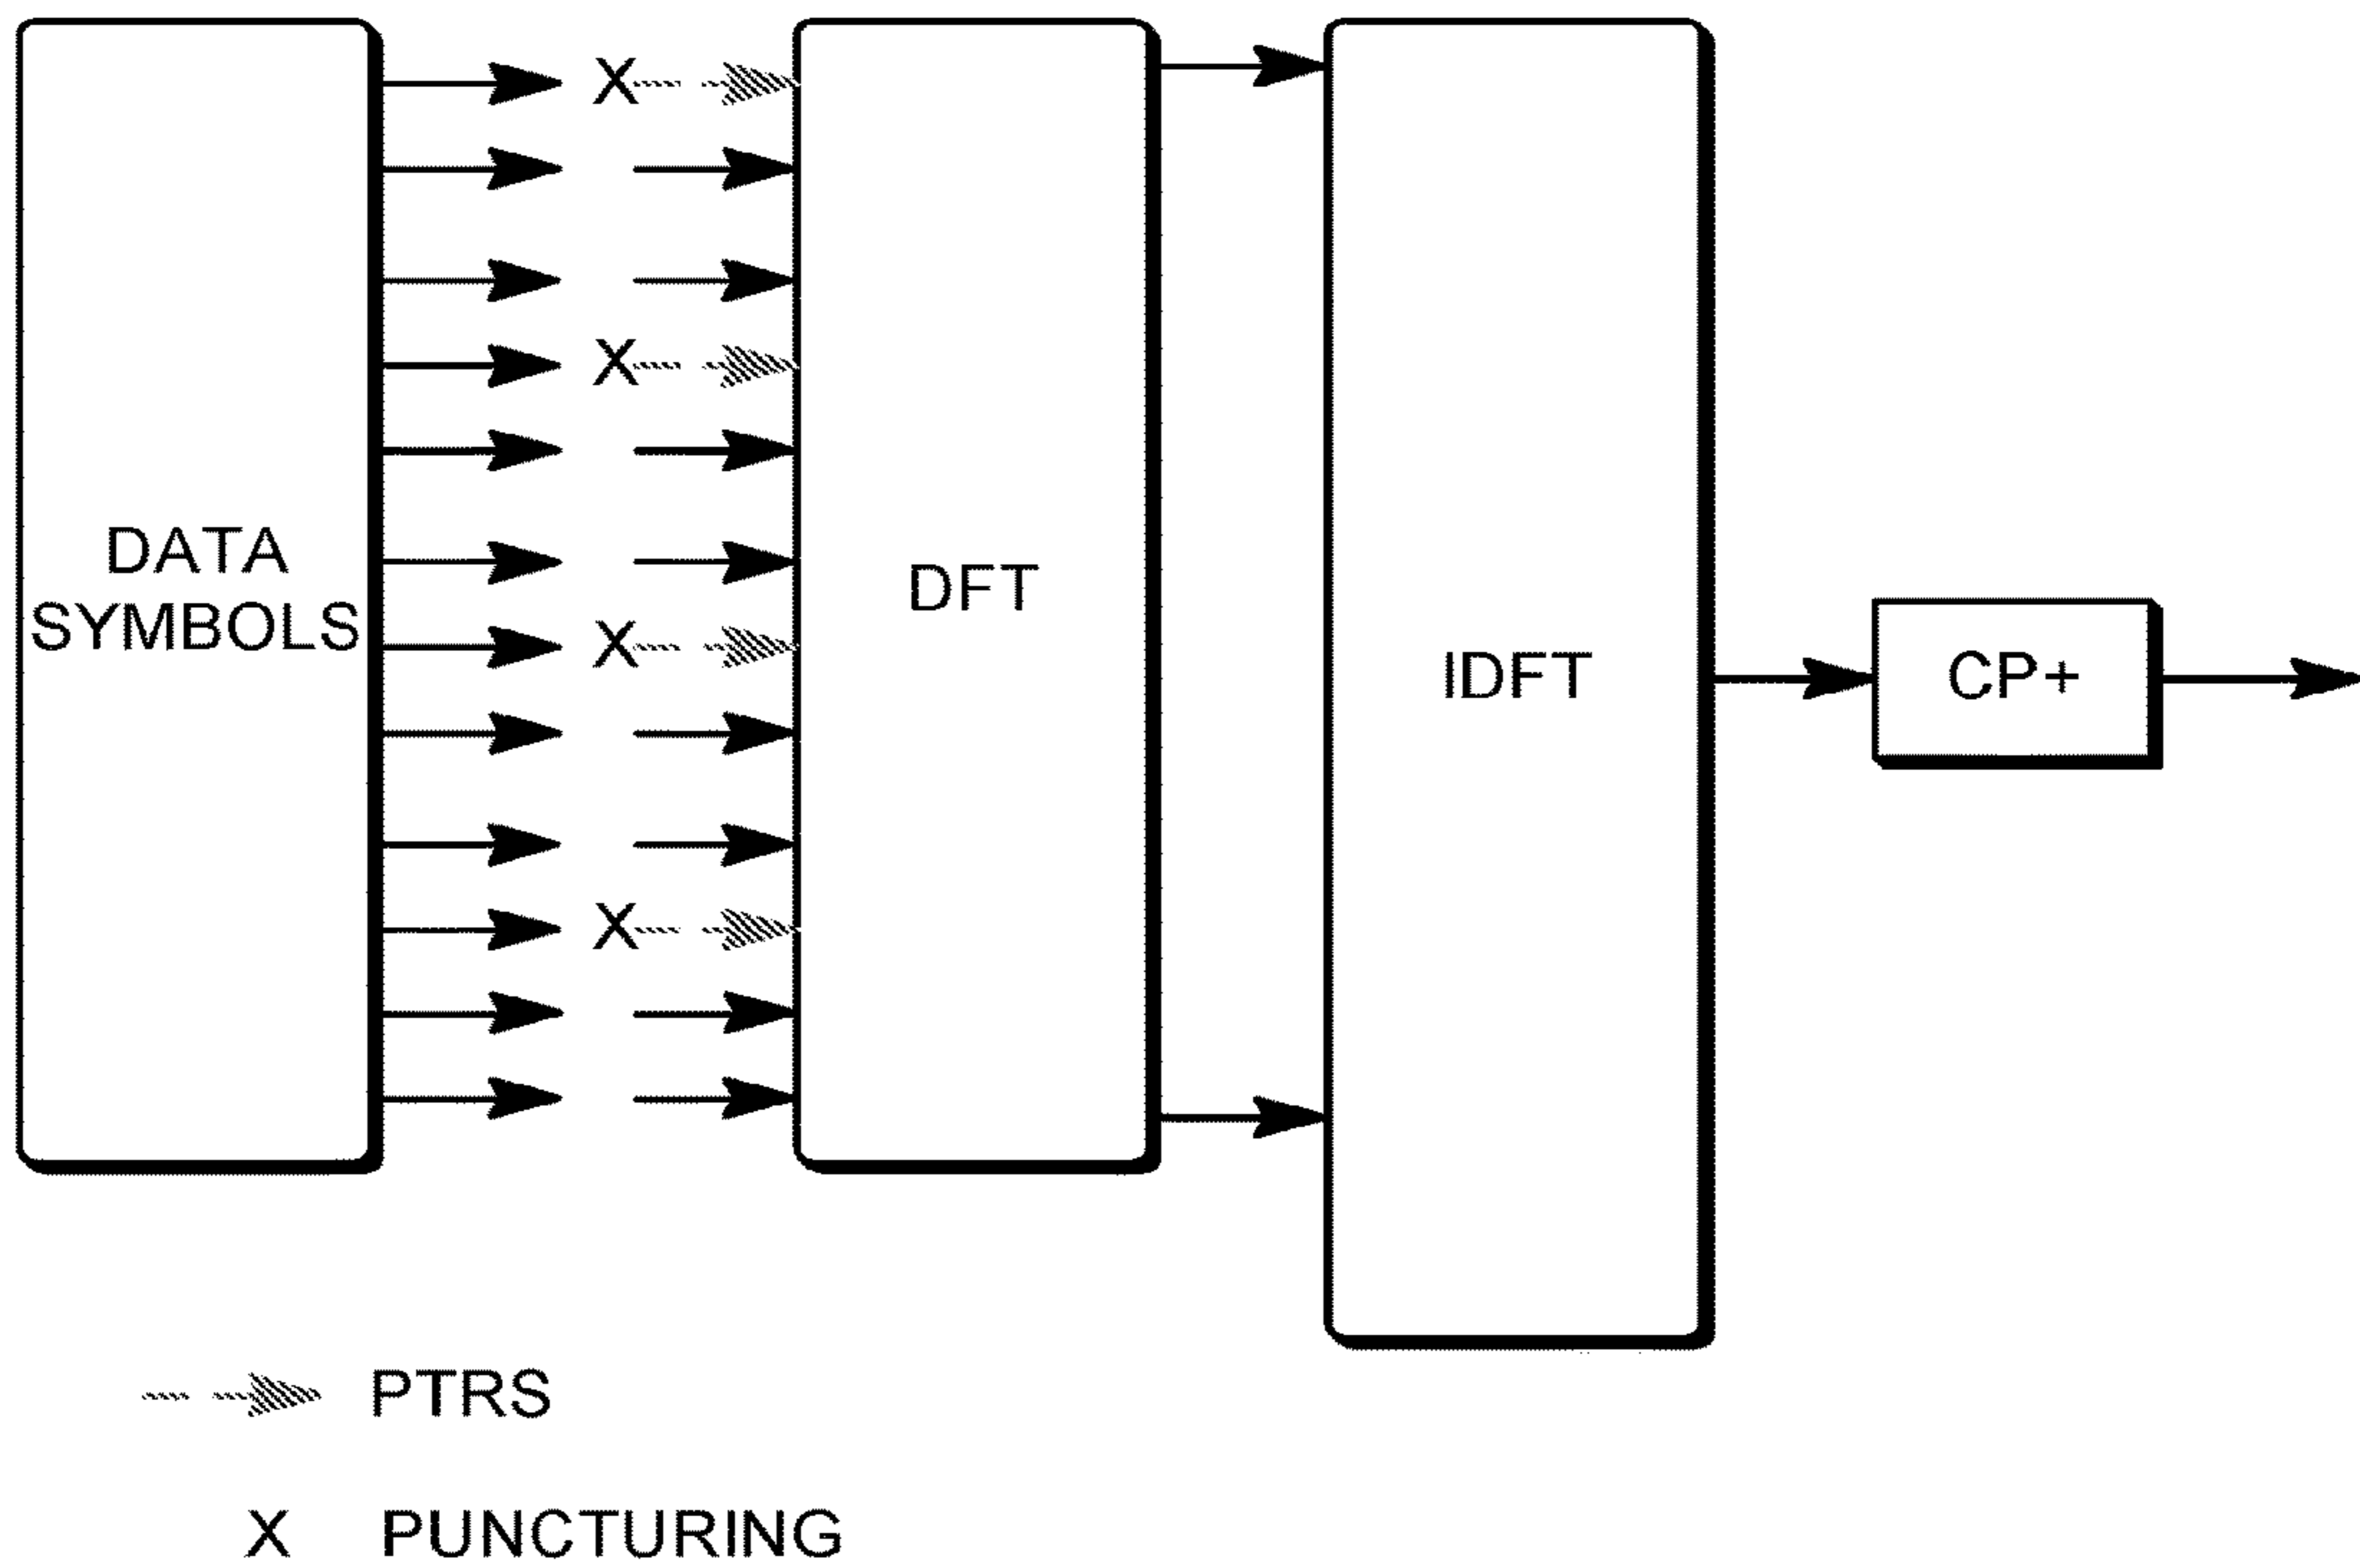 X
X
X
X
DATA
SYMBOLS
DFT
IDFT
CP+
PTRS
X PUNCTURING